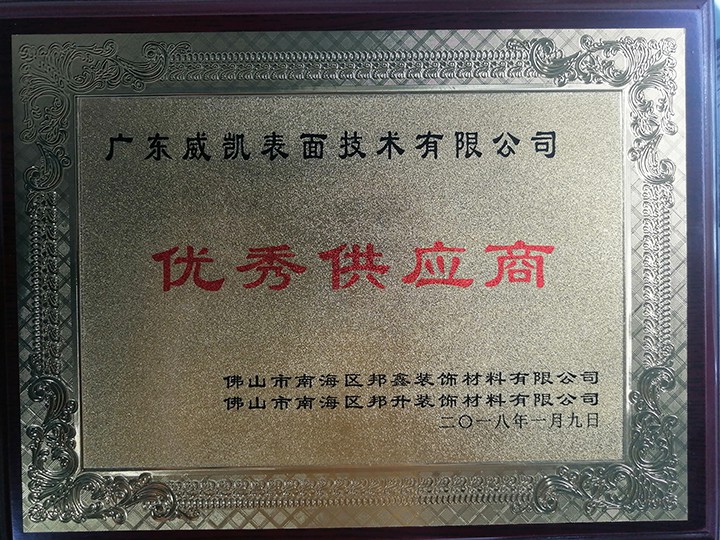 广东威凯表面技术有限公司
优秀供应商
佛山市南海区邦鑫装饰材料有限公司
佛山市南海区邦升装饰材料有限公司
二〇一八年一月九日